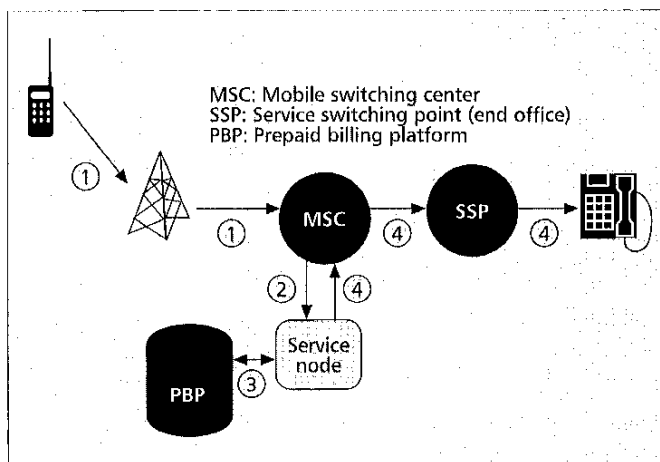 MSC: Mobile switching center
SSP: Service switching point (end office)
PBP: Prepaid billing platform
1
1
MSC
4
SSP
4
2
4
Service
node
3
PBP